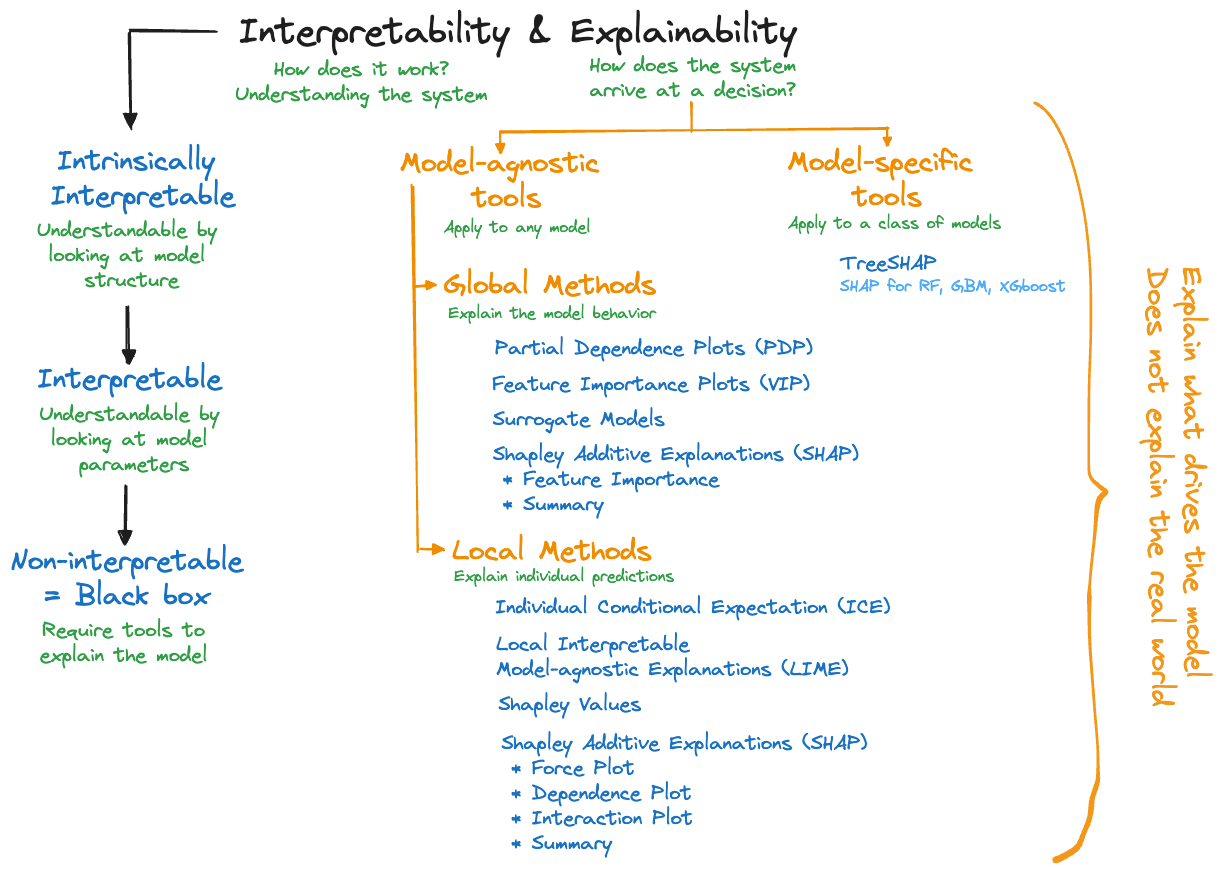 Interpretability & Explainability
How does it work?
Understanding the system
How does the system
arrive at a decision?
Intrinsically
Interpretable
Understandable by
looking at model
structure
Interpretable
Understandable by
looking at model
parameters
Non-interpretable
= Black box
Require tools to
explain the model
Model-agnostic
tools
Apply to any model
Global Methods
Explain the model behavior
Partial Dependence Plots (PDP)
Feature Importance Plots (VIP)
Surrogate Models
Shapley Additive Explanations (SHAP)
* Feature Importance
* Summary
Local Methods
Explain individual predictions
Individual Conditional Expectation (ICE)
Local Interpretable
Model-agnostic Explanations (LIME)
Shapley Values
Shapley Additive Explanations (SHAP)
* Force Plot
* Dependence Plot
* Interaction Plot
* Summary
Model-specific
tools
Apply to a class of models
TreeSHAP
SHAP for RF, GBM, XGboost
Explain what drives the model
Does not explain the real world